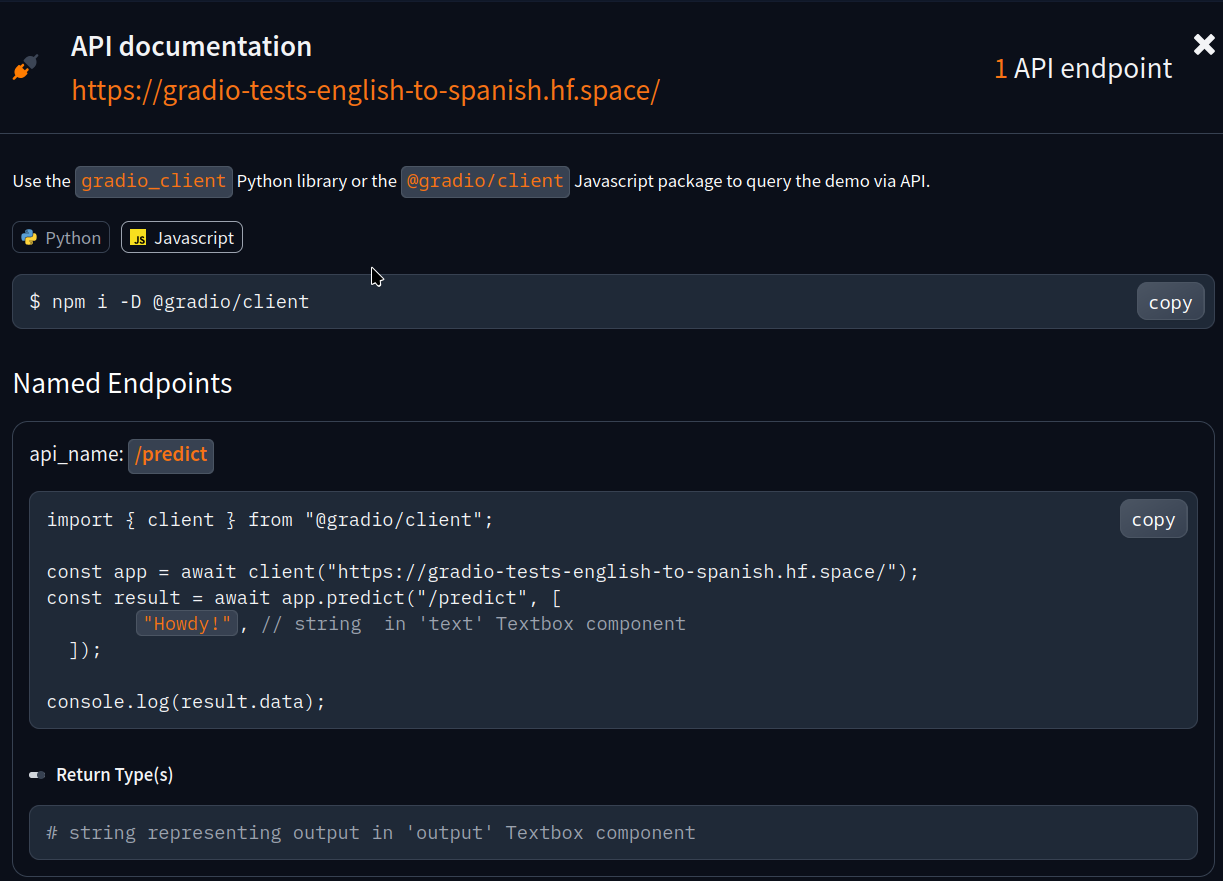 API documentation
https://gradio-tests-english-to-spanish.hf.space/
1 API endpoint
Use the gradio_client Python library or the @gradio/client Javascript package to query the demo via API.
Python JS Javascript
$ npm i -D @gradio/client copy
Named Endpoints
api_name: /predict
copy
import { client } from "@gradio/client";
const app = await client("https://gradio-tests-english-to-spanish.hf.space/");
const result = await app.predict("/predict", [
"Howdy!", // string  in 'text' Textbox component
]);
console.log(result.data);
Return Type(s)
# string representing output in 'output' Textbox component